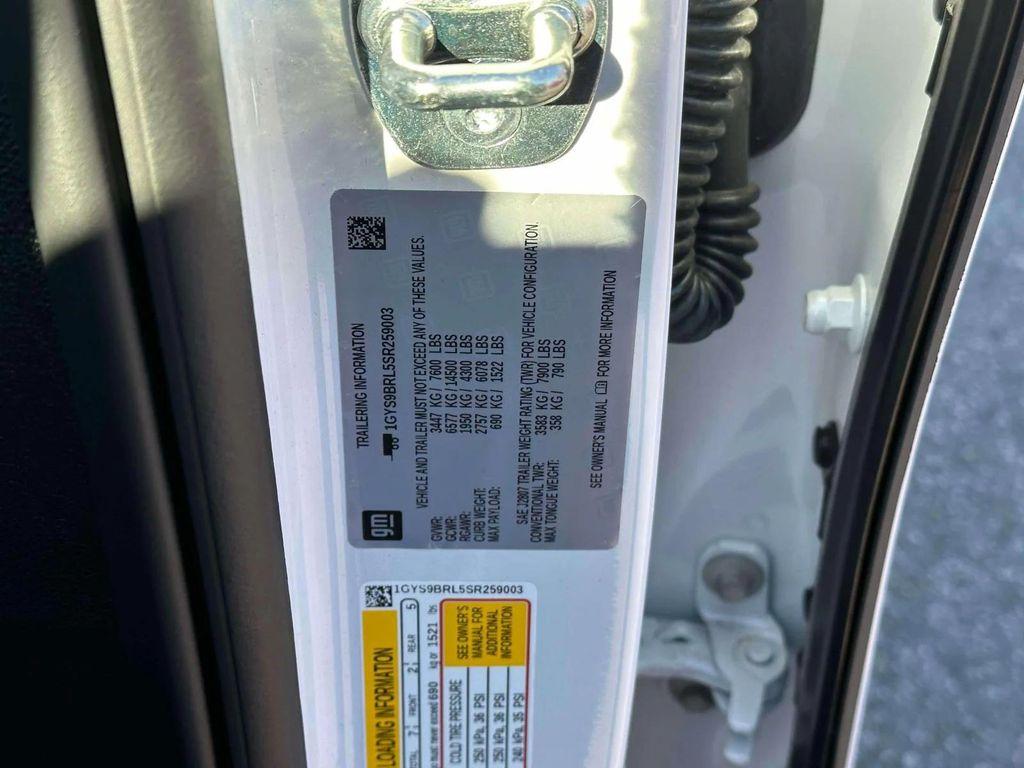 gm
TRAILERING INFORMATION
1GYS9BRL5SR259003
VEHICLE AND TRAILER MUST NOT EXCEED ANY OF THESE VALUES.
GVWR: 3447 KG/ 7600 LBS
GCWR: 6577 KG/ 14500 LBS
RGAWR: 1950 KG/ 4300 LBS
CURB WEIGHT: 2757 KG/ 6078 LBS
MAX PAYLOAD: 690 KG/ 1522 LBS
SAE J2807 TRAILER WEIGHT RATING (TWR) FOR VEHICLE CONFIGURATION.
CONVENTIONAL TWR: 3583 KG/ 7900 LBS
MAX TONGUE WEIGHT: 358 KG/ 790 LBS
SEE OWNER'S MANUAL FOR MORE INFORMATION
1GYS9BRL5SR259003
LOADING INFORMATION
OTAL 7 FRONT 2 REAR 5
must never exceed 690 kg or 1521 lbs
COLD TIRE PRESSURE
250 kPa, 36 PSI
250 kPa, 36 PSI
240 kPa, 35 PSI
SEE OWNER'S
MANUAL FOR
ADDITIONAL
INFORMATION